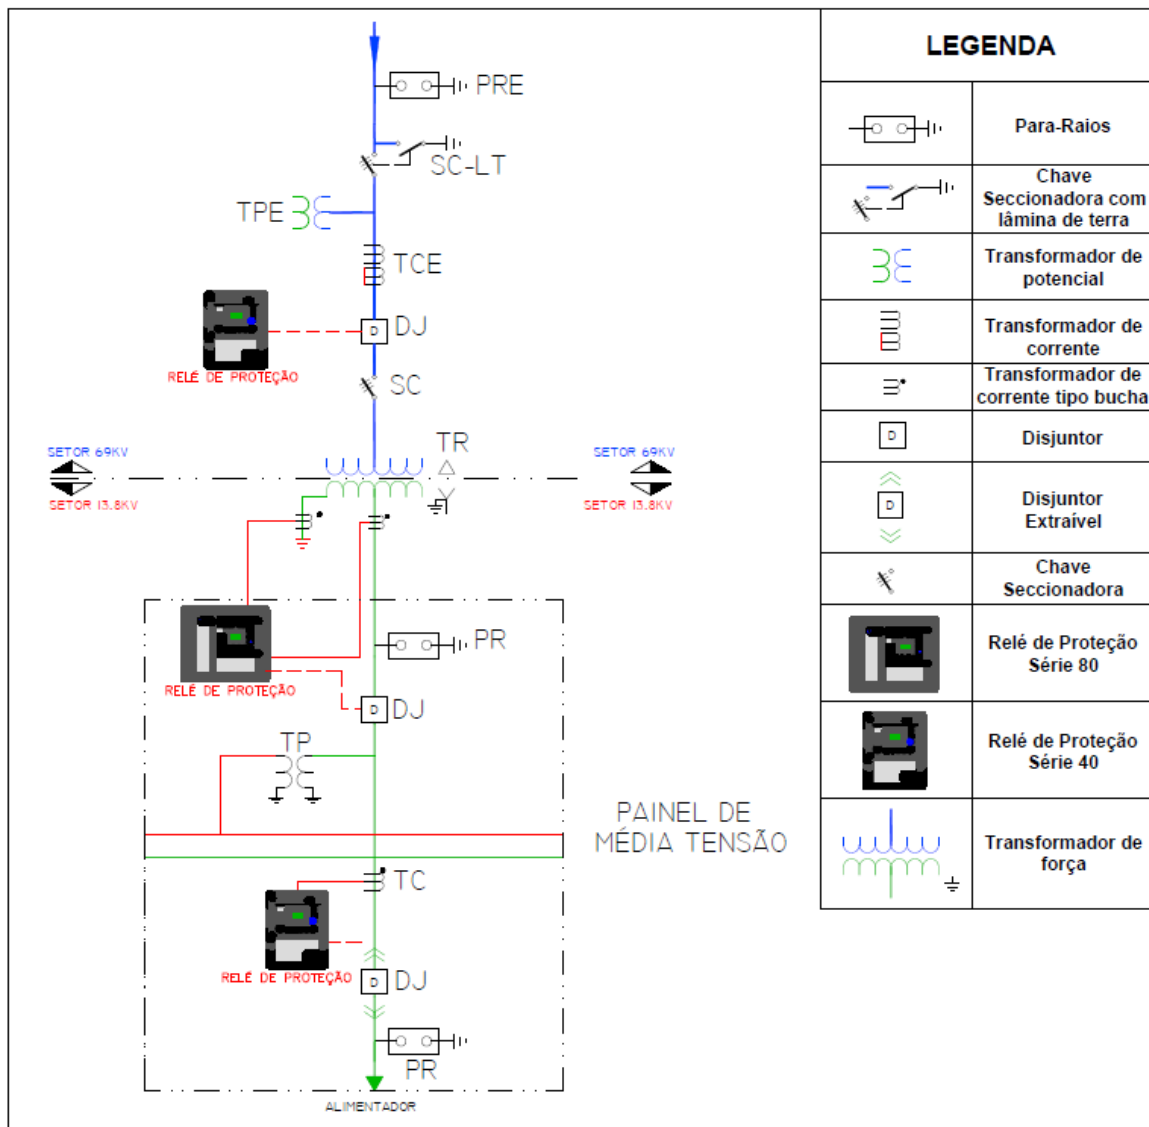 PRE
SC-LT
TPE
TCE
D
DJ
RELÉ DE PROTEÇÃO
SC
TR
SETOR 69KV
SETOR 13.8KV
SETOR 69KV
SETOR 13.8KV
PR
RELÉ DE PROTEÇÃO
D
DJ
TP
PAINEL DE
MÉDIA TENSÃO
TC
RELÉ DE PROTEÇÃO
D
DJ
PR
ALIMENTADOR
LEGENDA
Para-Raios
Chave
Seccionadora com
lâmina de terra
Transformador de
potencial
Transformador de
corrente
Transformador de
corrente tipo bucha
D
Disjuntor
D
Disjuntor
Extraível
Chave
Seccionadora
Relé de Proteção
Série 80
Relé de Proteção
Série 40
Transformador de
força